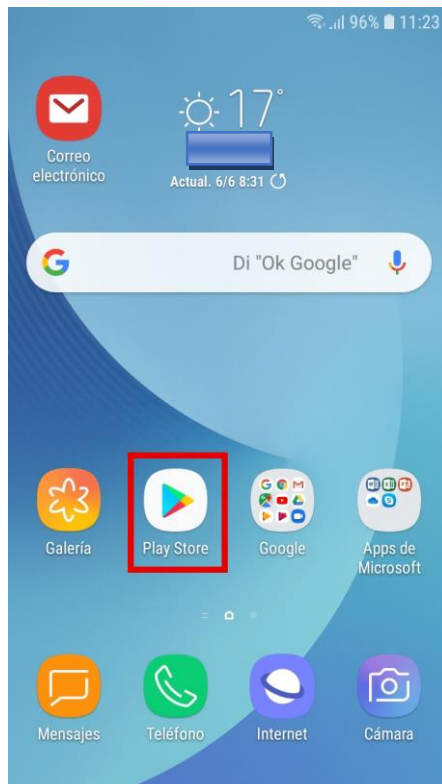 96% 11:23
17°
Correo
electrónico
Actual. 6/6 8:31
G
Di "Ok Google"
Galería
Play Store
Google
Apps de
Microsoft
Mensajes
Teléfono
Internet
Cámara